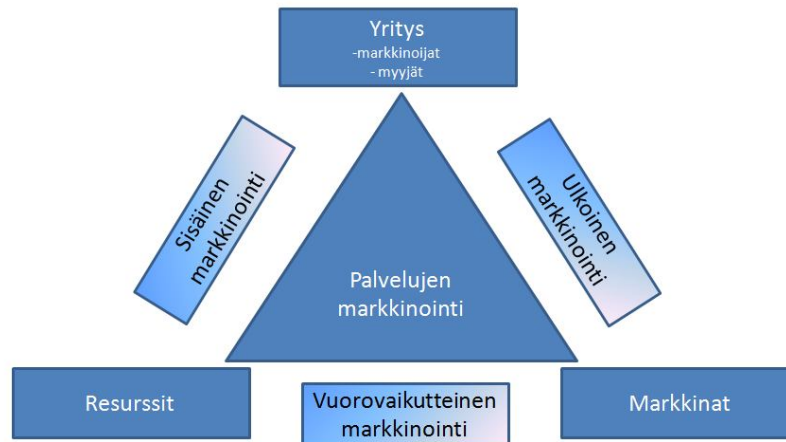 Yritys
-markkinoijat
- myyjät
Sisäinen
markkinointi
Ulkoinen
markkinointi
Palvelujen
markkinointi
Resurssit
Vuorovaikutteinen
markkinointi
Markkinat